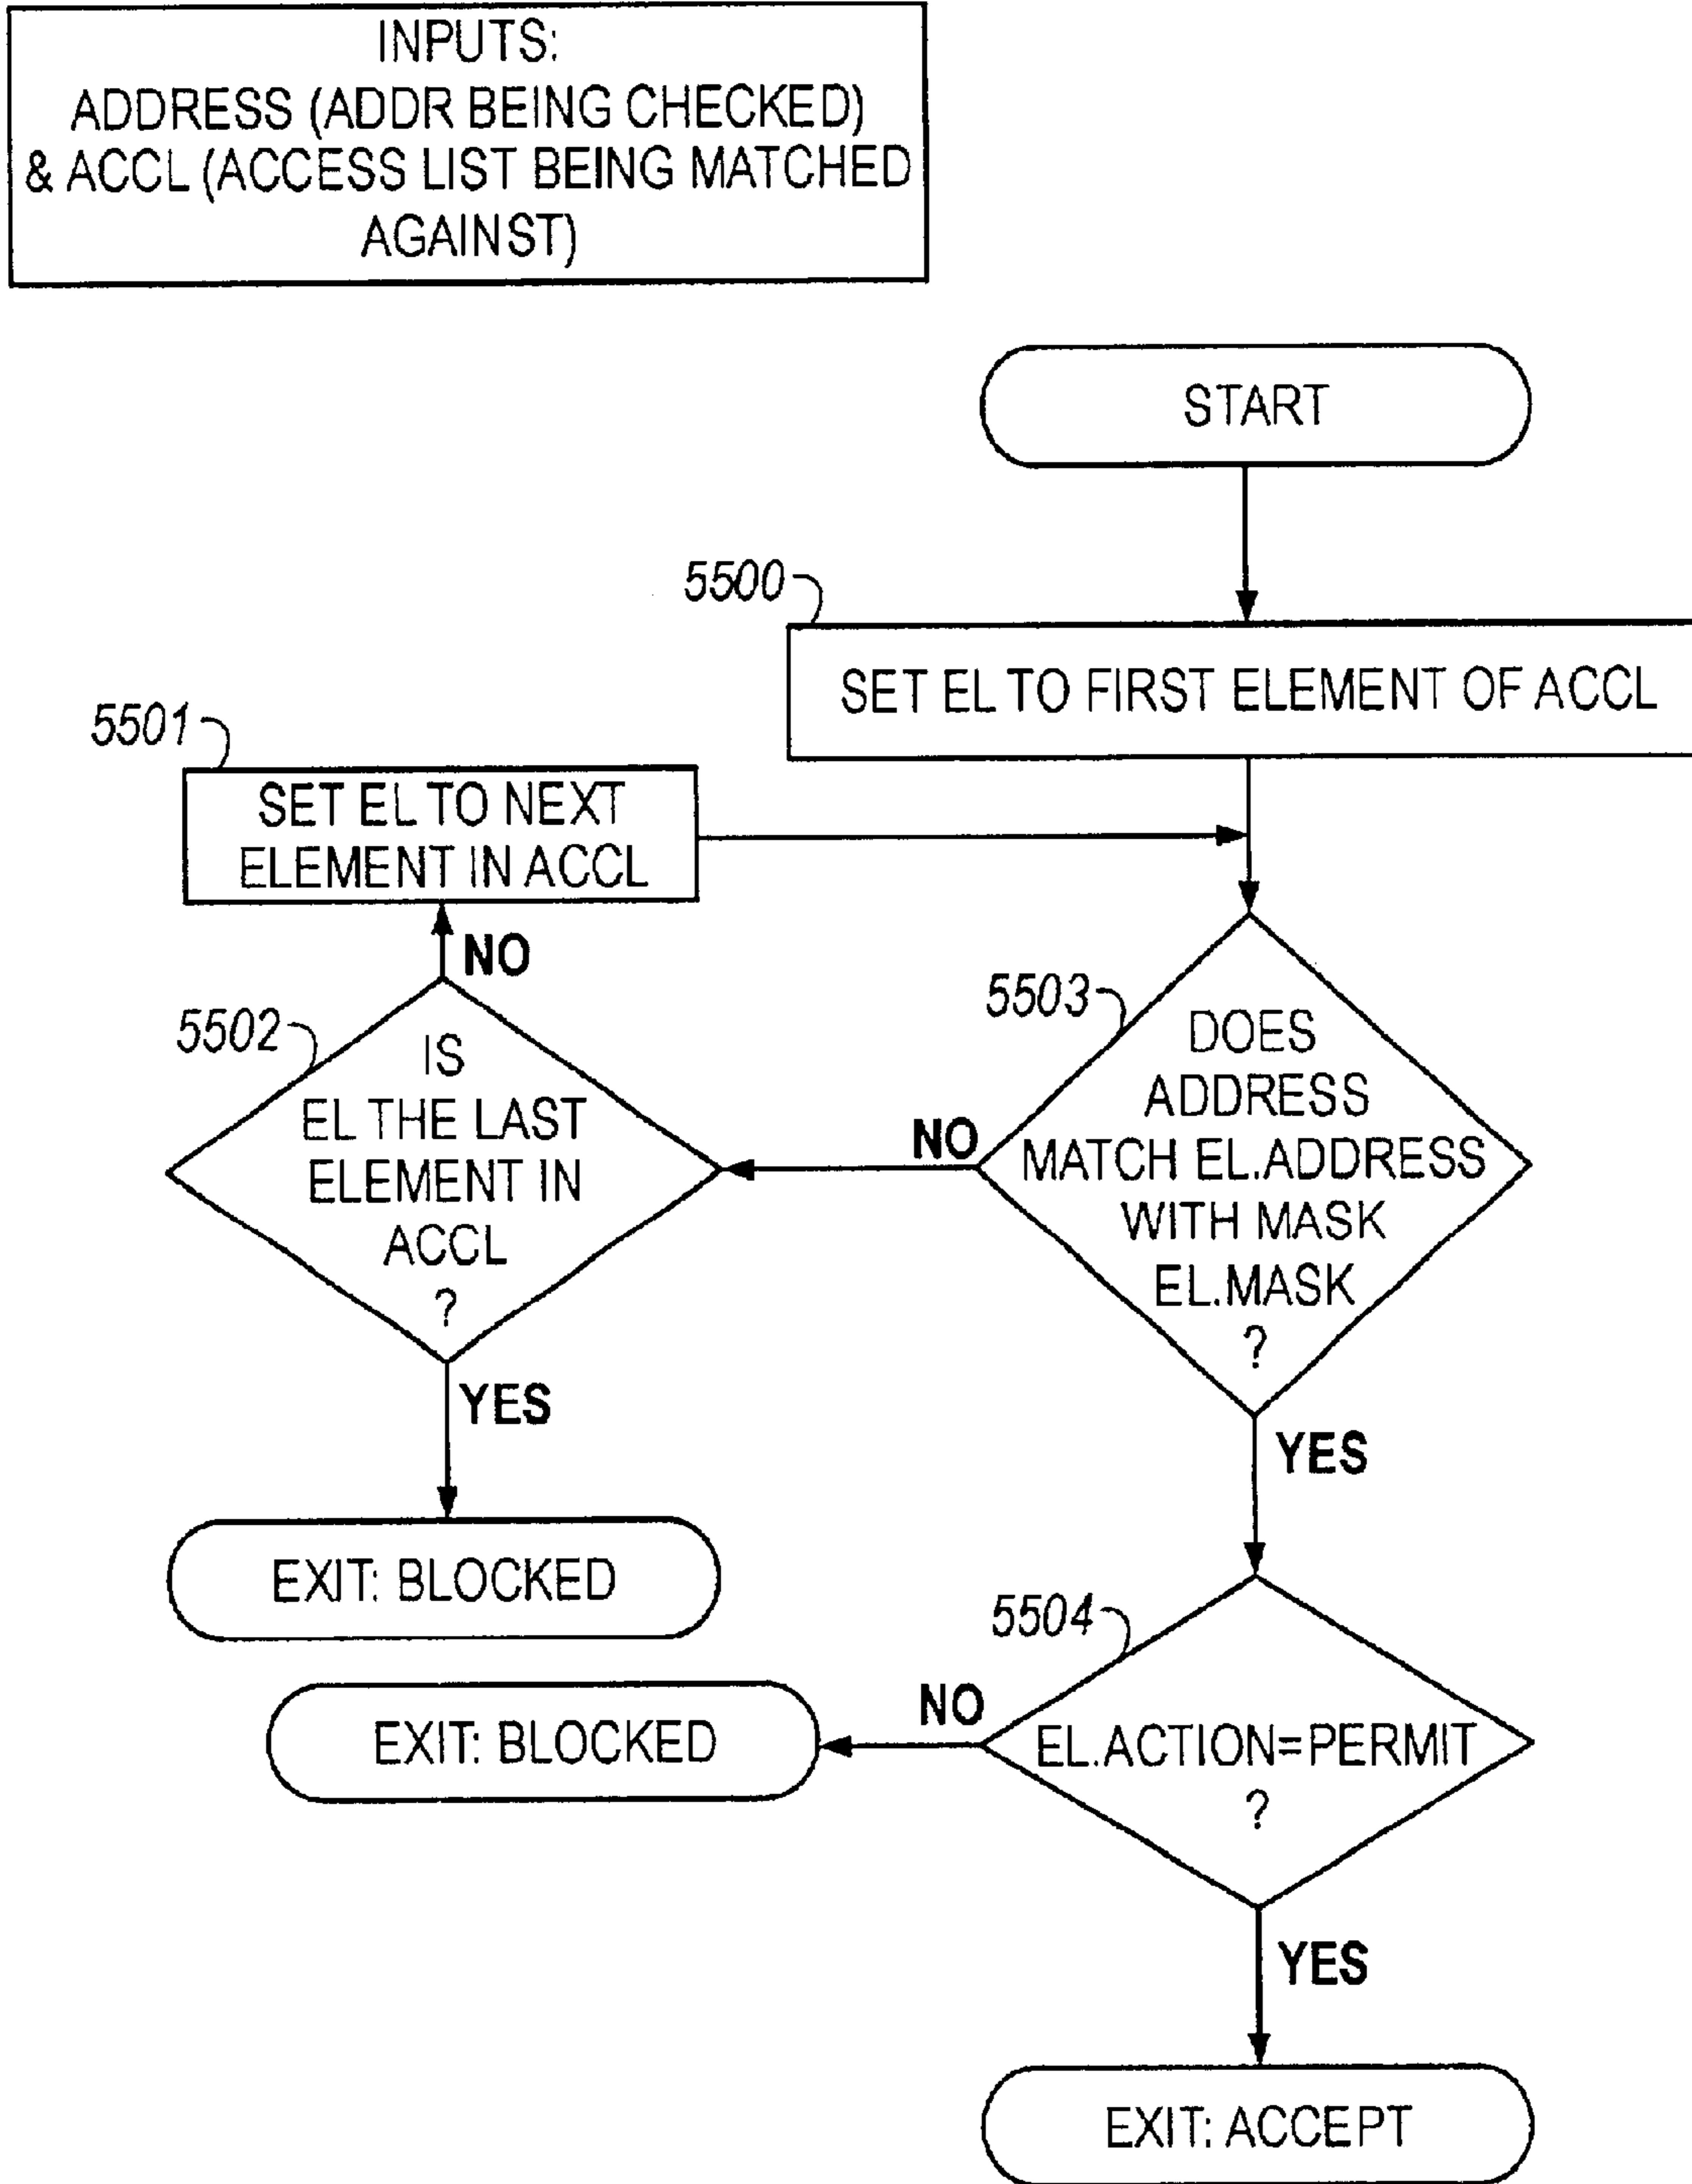 INPUTS:
ADDRESS (ADDR BEING CHECKED)
& ACCL (ACCESS LIST BEING MATCHED
AGAINST)
START
5500
SET EL TO FIRST ELEMENT OF ACCL
5501
SET EL TO NEXT
ELEMENT IN ACCL
NO
5502
IS
EL THE LAST
ELEMENT IN
ACCL
?
NO
5503
DOES
ADDRESS
MATCH EL.ADDRESS
WITH MASK
EL.MASK
?
YES
YES
EXIT: BLOCKED
5504
EXIT: BLOCKED
NO
EL.ACTION=PERMIT
?
YES
EXIT: ACCEPT